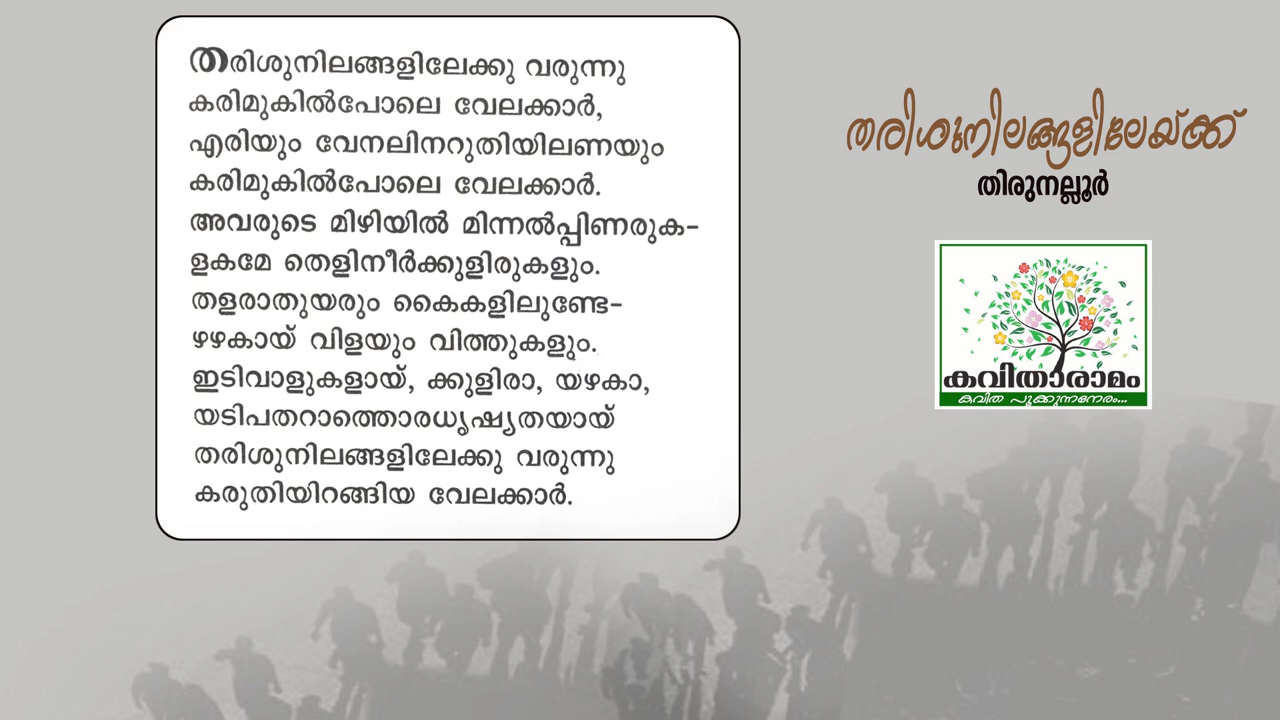 തരിശുനിലങ്ങളിലേക്കു വരുന്നു
കരിമുകിൽപോലെ വേലക്കാർ,
എരിയും വേനലിനറുതിയിലണയും
കരിമുകിൽപോലെ വേലക്കാർ.
അവരുടെ മിഴിയിൽ മിന്നൽപ്പിണരുക-
ളകമേ തെളിനീർക്കുളിരുകളും.
തളരാതുയരും കൈകളിലുണ്ടേ-
ഴഴകായ് വിളയും വിത്തുകളും.
ഇടിവാളുകളായ്, ക്കുളിരാ, യഴകാ,
യടിപതറാത്തൊരധൃഷ്യതയായ്
തരിശുനിലങ്ങളിലേക്കു വരുന്നു
കരുതിയിറങ്ങിയ വേലക്കാർ.
തരിശുനിലങ്ങളിലേയ്ക്ക്
തിരുനല്ലൂർ
കവിതാരാമം
കവിത പൂക്കുന്നനേരം...